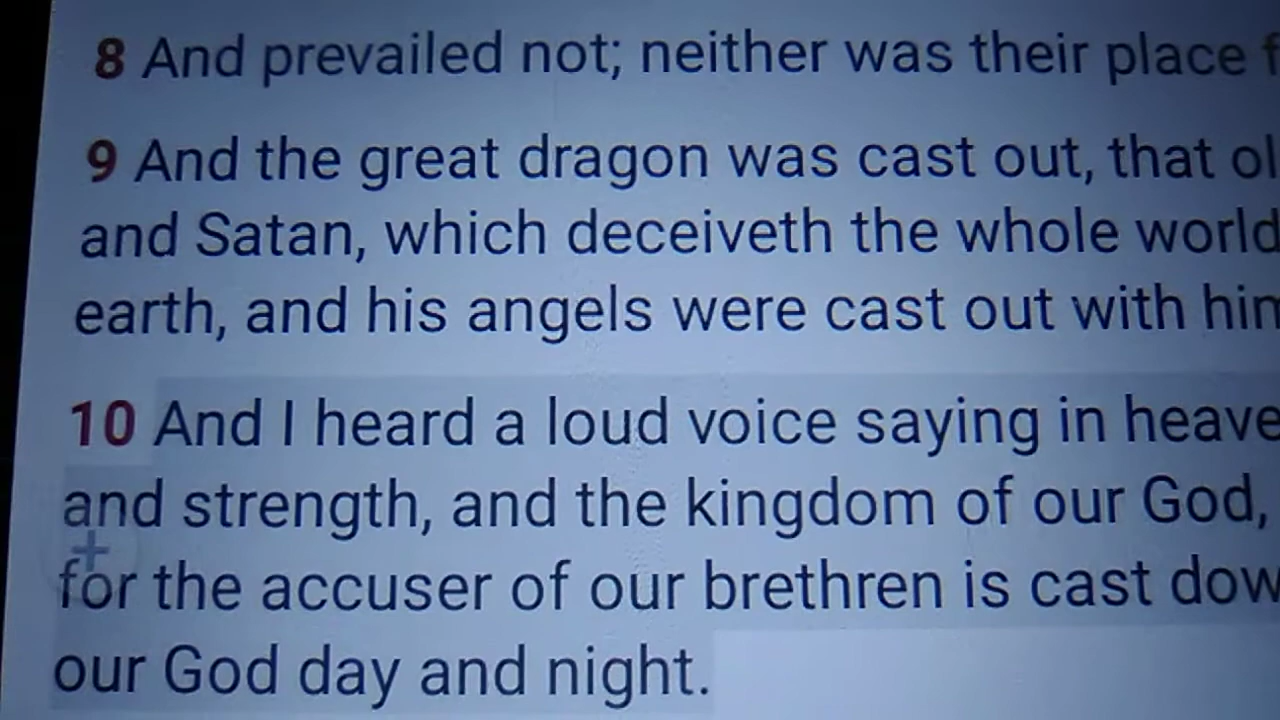 8 And prevailed not; neither was their place
9 And the great dragon was cast out, that
and Satan, which deceiveth the whole world
earth, and his angels were cast out with
10 And I heard a loud voice saying in
and strength, and the kingdom of our God,
for the accuser of our brethren is cast
our God day and night.